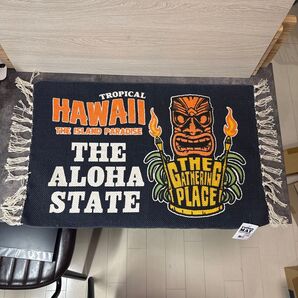 TROPICAL
HAWAII
THE ISLAND PARADISE
THE
ALOHA
STATE
THE
GATHERING
PLACE!
MAT